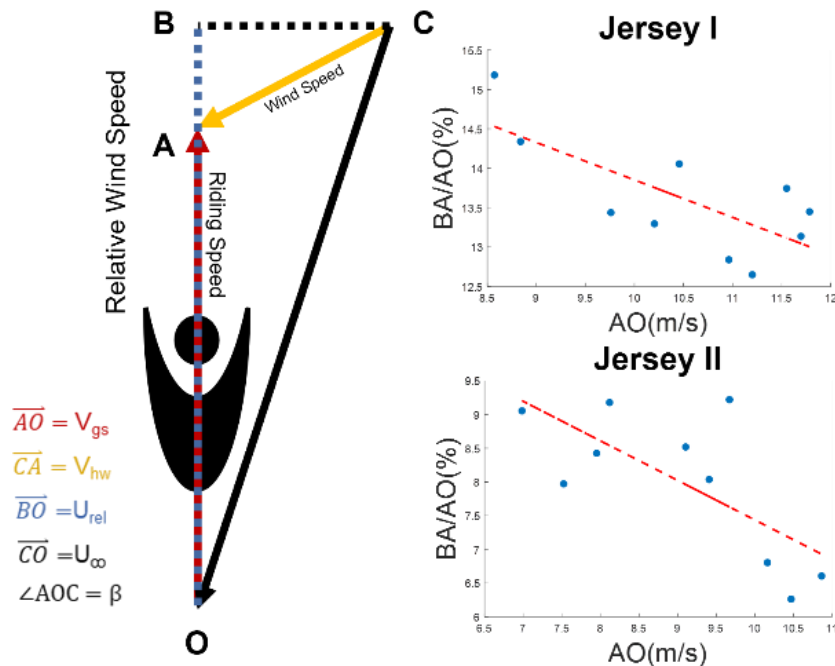 B
C
Wind Speed
A
Relative Wind Speed
Riding Speed
AO = Vgs
CA = Vhw
BO =Urel
CO =U∞
∠AOC = β
O
Jersey I
15.5
15
14.5
14
13.5
13
12.5
BA/AO(%)
8.5 9 9.5 10 10.5 11 11.5 12
AO(m/s)
Jersey II
9.5
9
8.5
8
7.5
7
6.5
6
BA/AO(%)
6.5 7 7.5 8 8.5 9 9.5 10 10.5 11
AO(m/s)